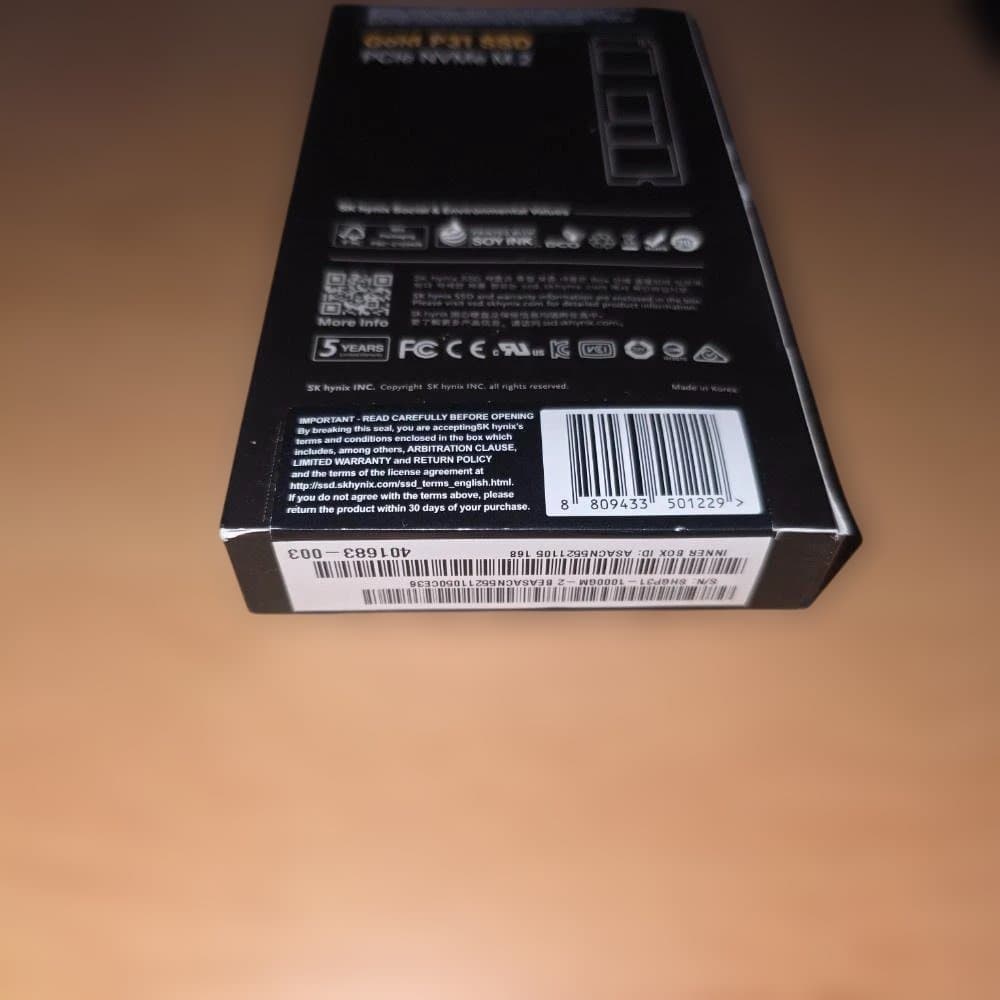 Gold P31 SSD
PCIe NVMe M.2
SK hynix Social & Environmental Values
SOY INK
SK hynix SSD and warranty information are enclosed in the box.
Please visit ssd.skhynix.com for detailed product information.
More Info
5 YEARS
FC CE c RU us
SK hynix INC. Copyright SK hynix INC. all rights reserved. Made in Korea
IMPORTANT - READ CAREFULLY BEFORE OPENING
By breaking this seal, you are acceptingSK hynix's
terms and conditions enclosed in the box which
includes, among others, ARBITRATION CLAUSE,
LIMITED WARRANTY and RETURN POLICY
and the terms of the license agreement at
http://ssd.skhynix.com/ssd_terms_english.html.
If you do not agree with the terms above, please
return the product within 30 days of your purchase.
8 809433 501229 >
S/N: SHGP31-1000GM-2 BEASACN55211050CE36
INNER BOX ID: ASACN5521105 168 401683-003